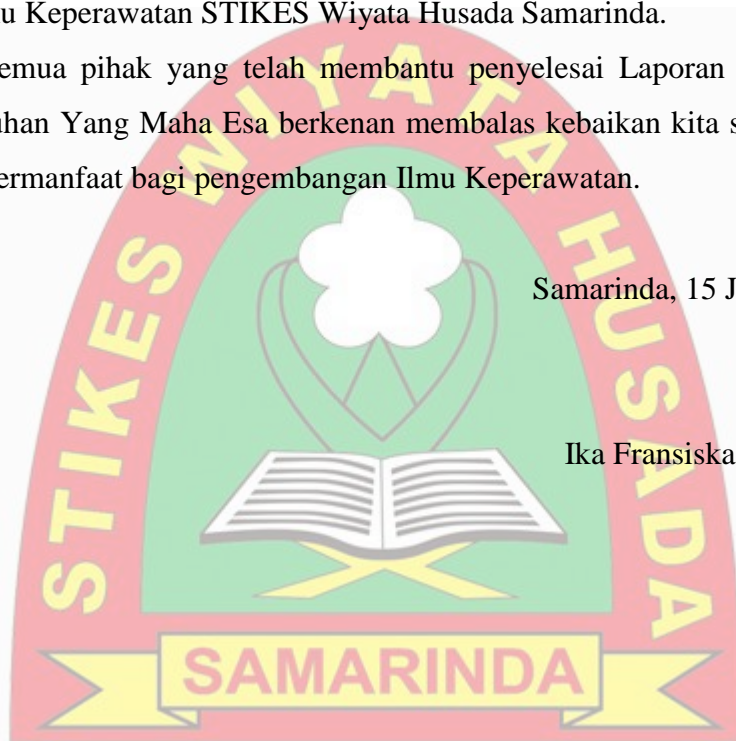 u Keperawatan STIKES Wiyata Husada Samarinda.
emua pihak yang telah membantu penyelesai Laporan
uhan Yang Maha Esa berkenan membalas kebaikan kita s
ermanfaat bagi pengembangan Ilmu Keperawatan.
Samarinda, 15 J
Ika Fransiska
STIKES WIYATA HUSADA
SAMARINDA